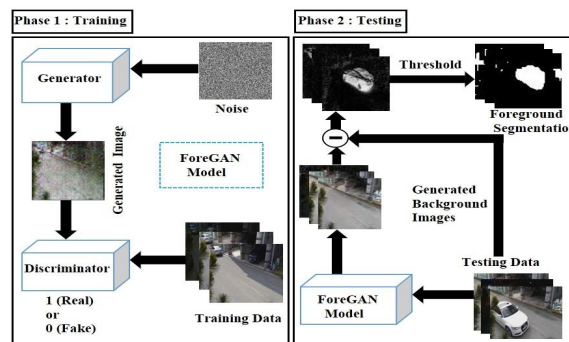 Phase 1 : Training
Generator
Noise
Generated Image
ForeGAN
Model
Discriminator
1 (Real)
or
0 (Fake)
Training Data
Phase 2 : Testing
Threshold
Foreground
Segmentatio
Generated
Background
Images
Testing Data
ForeGAN
Model